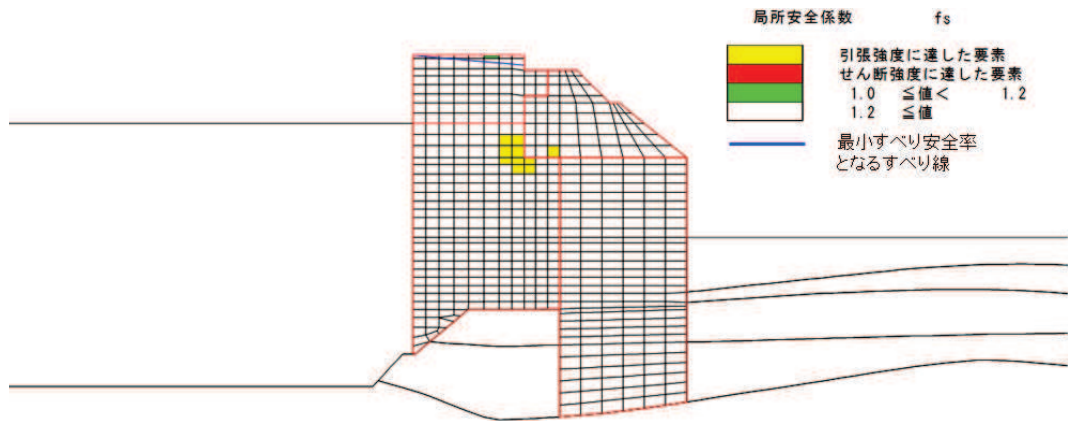 局所安全係数 fs
引張強度に達した要素
せん断強度に達した要素
1.0 ≦値< 1.2
1.2 ≦値
最小すべり安全率
となるすべり線